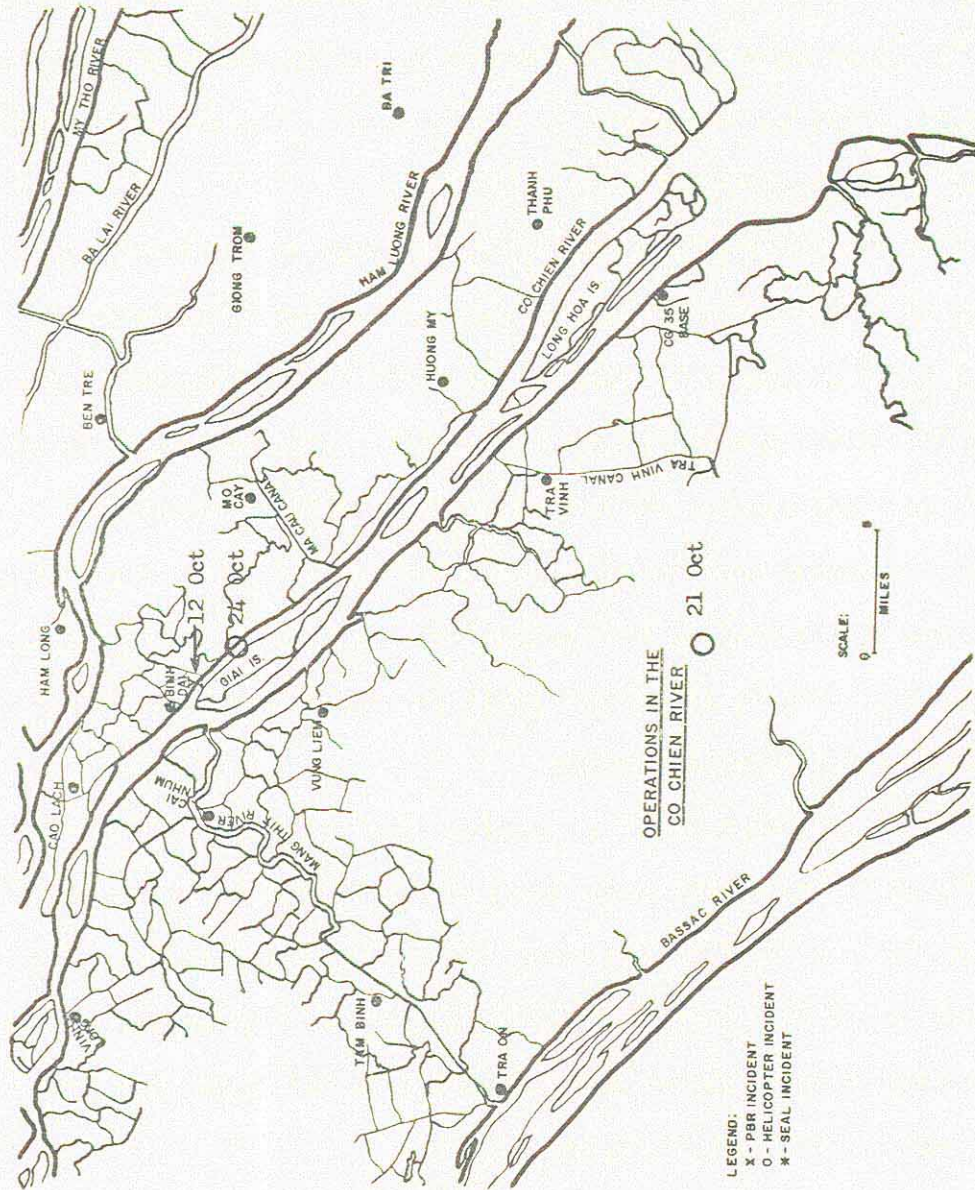 MY THO RIVER
BA LAI RIVER
BA TRI
GIONG TROM
HAM LUONG RIVER
THANH
PHU
BEN TRE
CO CHIEN RIVER
LONG HOA IS.
HUONG MY
CG 35
BASE
MO
CAY
MA CAU CANAL
TRA
VINH
TRA VINH CANAL
HAM LONG
12 Oct
24 Oct
BINH
DAI
GIAI IS.
OPERATIONS IN THE
CO CHIEN RIVER
21 Oct
SCALE:
0
8
MILES
CAO LACH
CAI
NHUM
VUNG LIEM
MANG THIT RIVER
BASSAC RIVER
VINH
TAM BINH
TRA ON
LEGEND:
X - PBR INCIDENT
O - HELICOPTER INCIDENT
* - SEAL INCIDENT